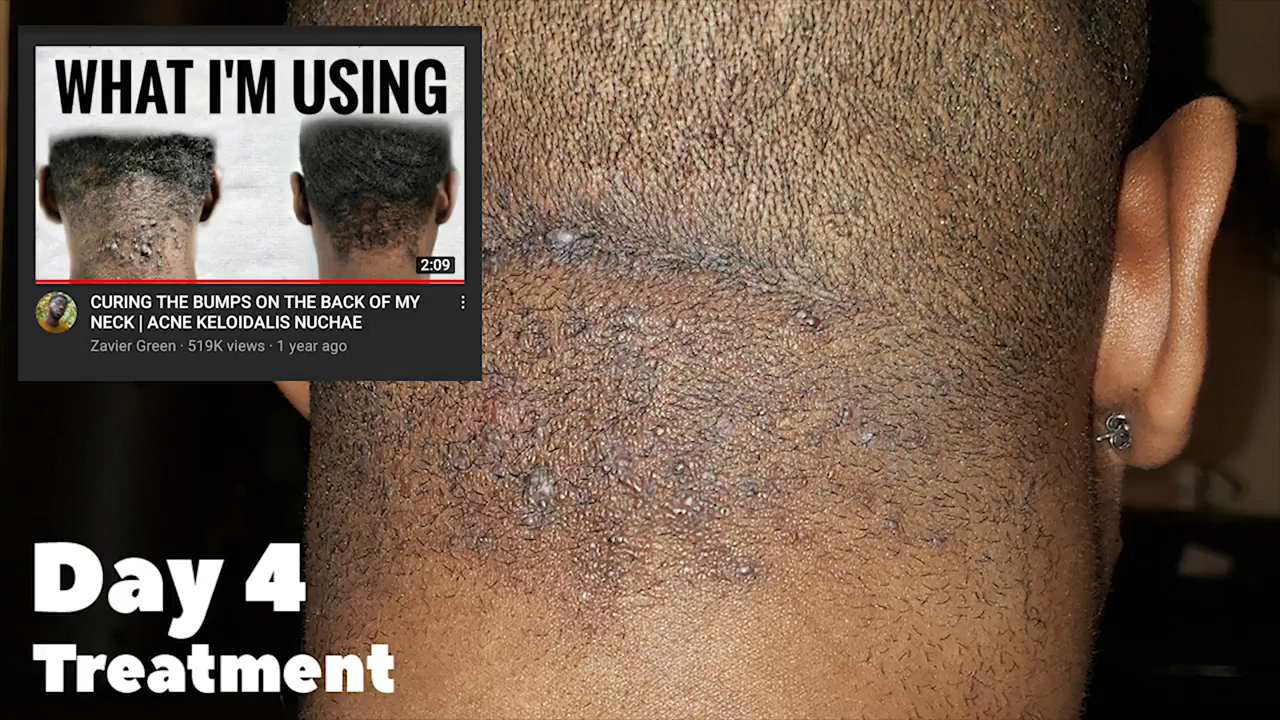 WHAT I'M USING
2:09
CURING THE BUMPS ON THE BACK OF MY
NECK | ACNE KELOIDALIS NUCHAE
Zavier Green · 519K views · 1 year ago
Day 4
Treatment